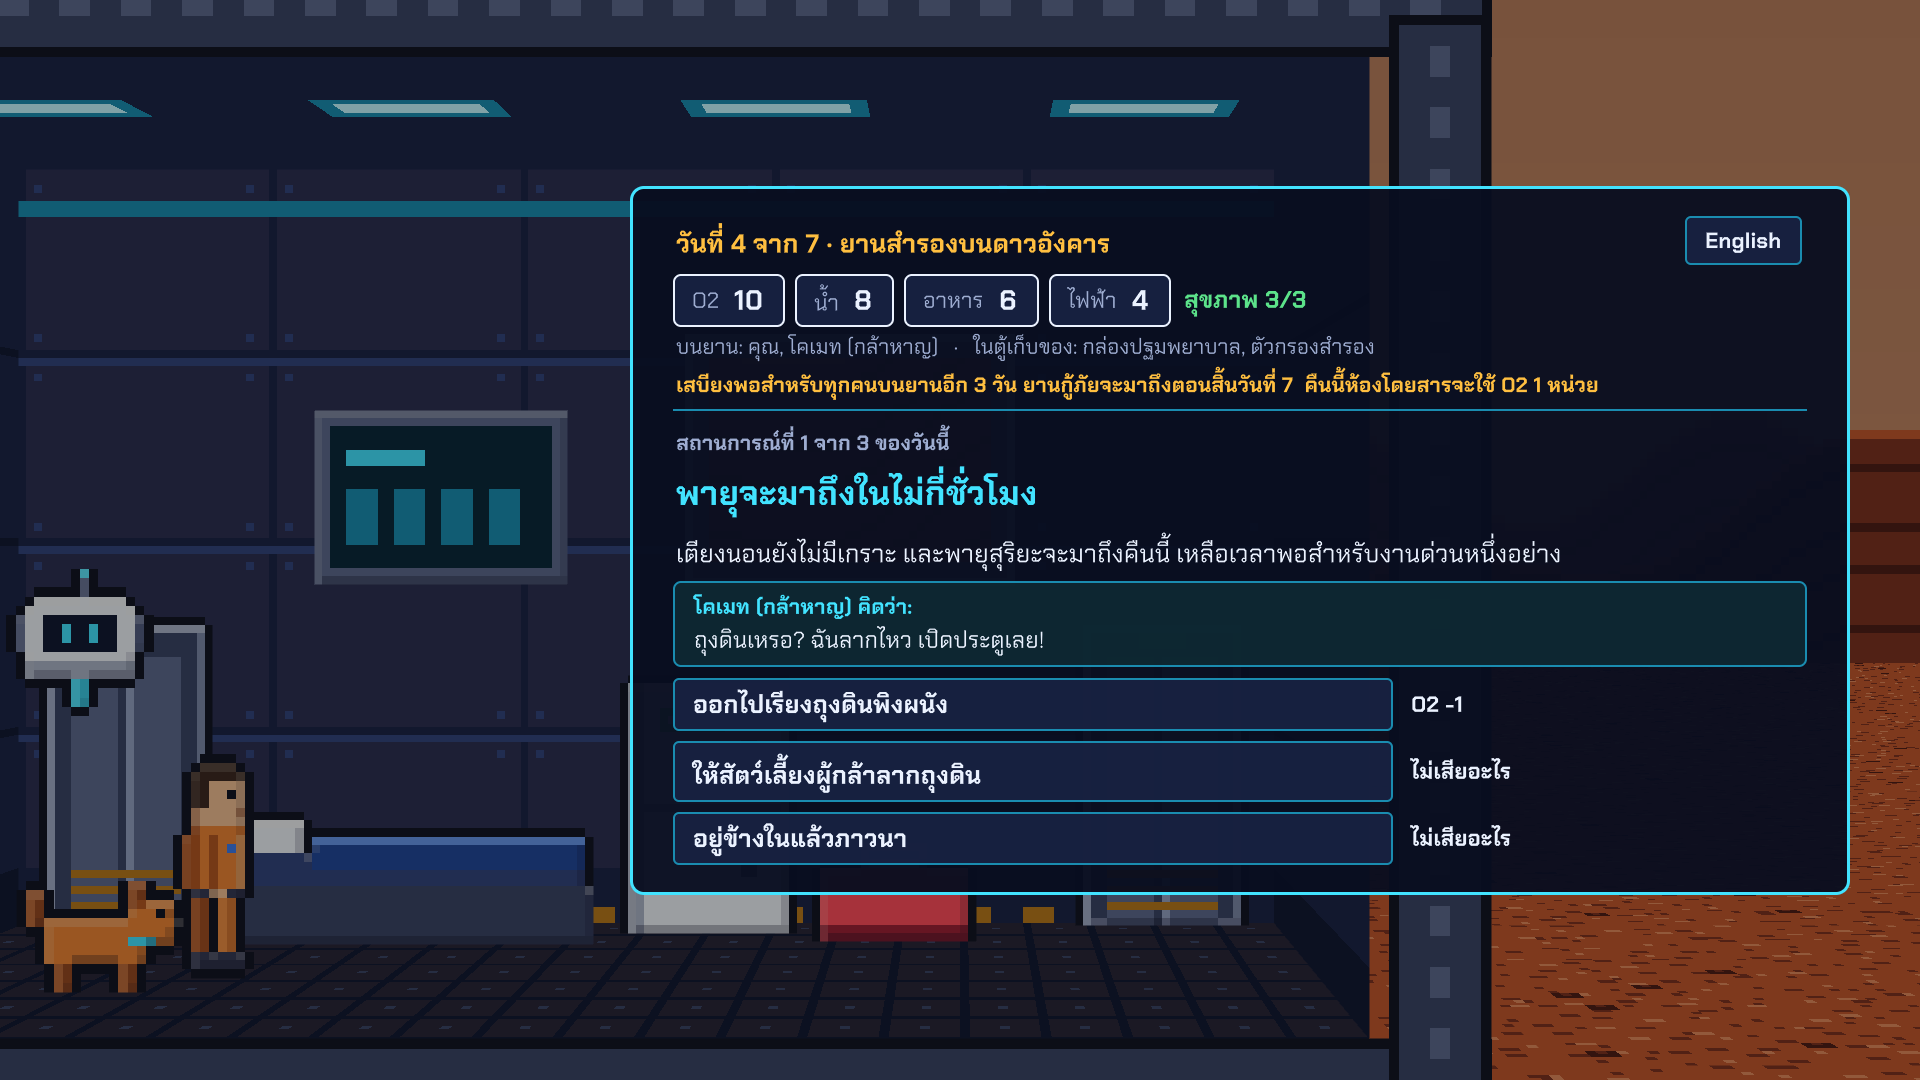 วันที่ 4 จาก 7 · ยานสำรองบนดาวอังคาร
English
O2 10 น้ำ 8 อาหาร 6 ไฟฟ้า 4 สุขภาพ 3/3
บนยาน: คุณ, โคเมท (กล้าหาญ) · ในตู้เก็บของ: กล่องปฐมพยาบาล, ตัวกรองสำรอง
เสบียงพอสำหรับทุกคนบนยานอีก 3 วัน ยานกู้ภัยจะมาถึงตอนสิ้นวันที่ 7 คืนนี้ห้องโดยสารจะใช้ O2 1 หน่วย
สถานการณ์ที่ 1 จาก 3 ของวันนี้
พายุจะมาถึงในไม่กี่ชั่วโมง
เตียงนอนยังไม่มีเกราะ และพายุสุริยะจะมาถึงคืนนี้ เหลือเวลาพอสำหรับงานด่วนหนึ่งอย่าง
โคเมท (กล้าหาญ) คิดว่า:
ถุงดินเหรอ? ฉันลากไหว เปิดประตูเลย!
ออกไปเรียงถุงดินพิงผนัง O2 -1
ให้สัตว์เลี้ยงผู้กล้าลากถุงดิน ไม่เสียอะไร
อยู่ข้างในแล้วภาวนา ไม่เสียอะไร